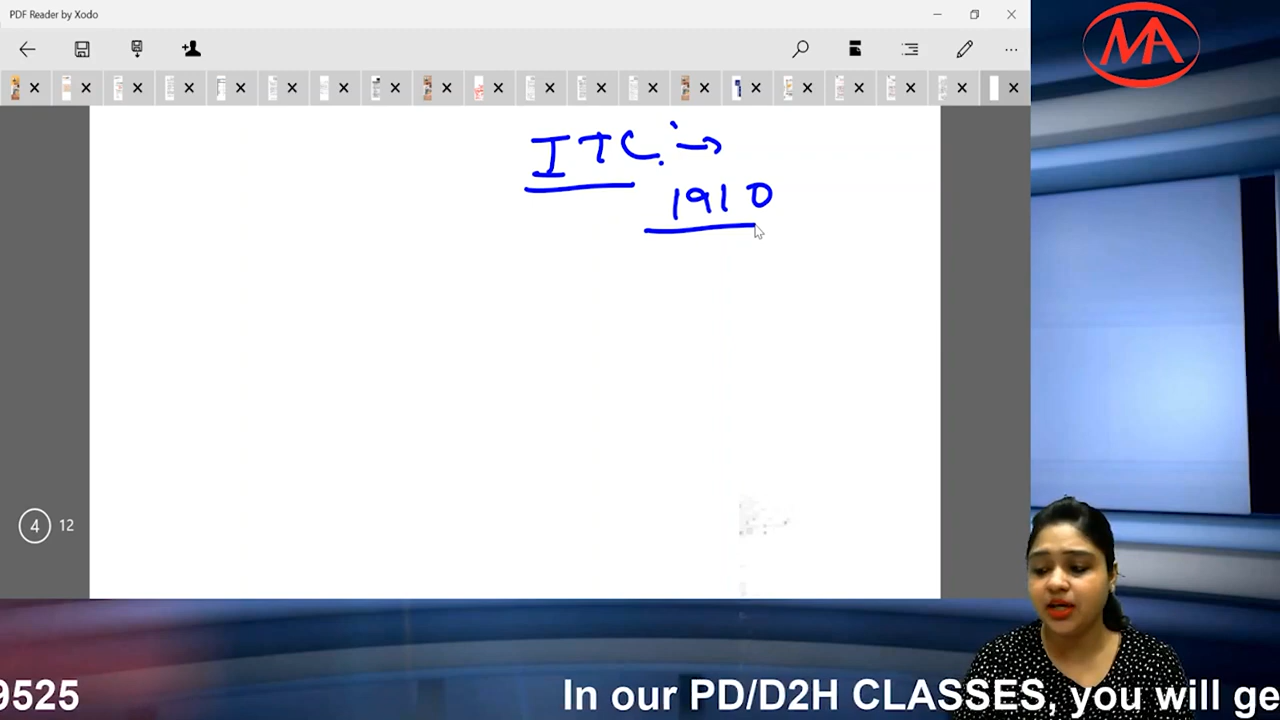 PDF Reader by Xodo
MA
ITC. →
1910
4 12
9525 In our PD/D2H CLASSES, you will ge